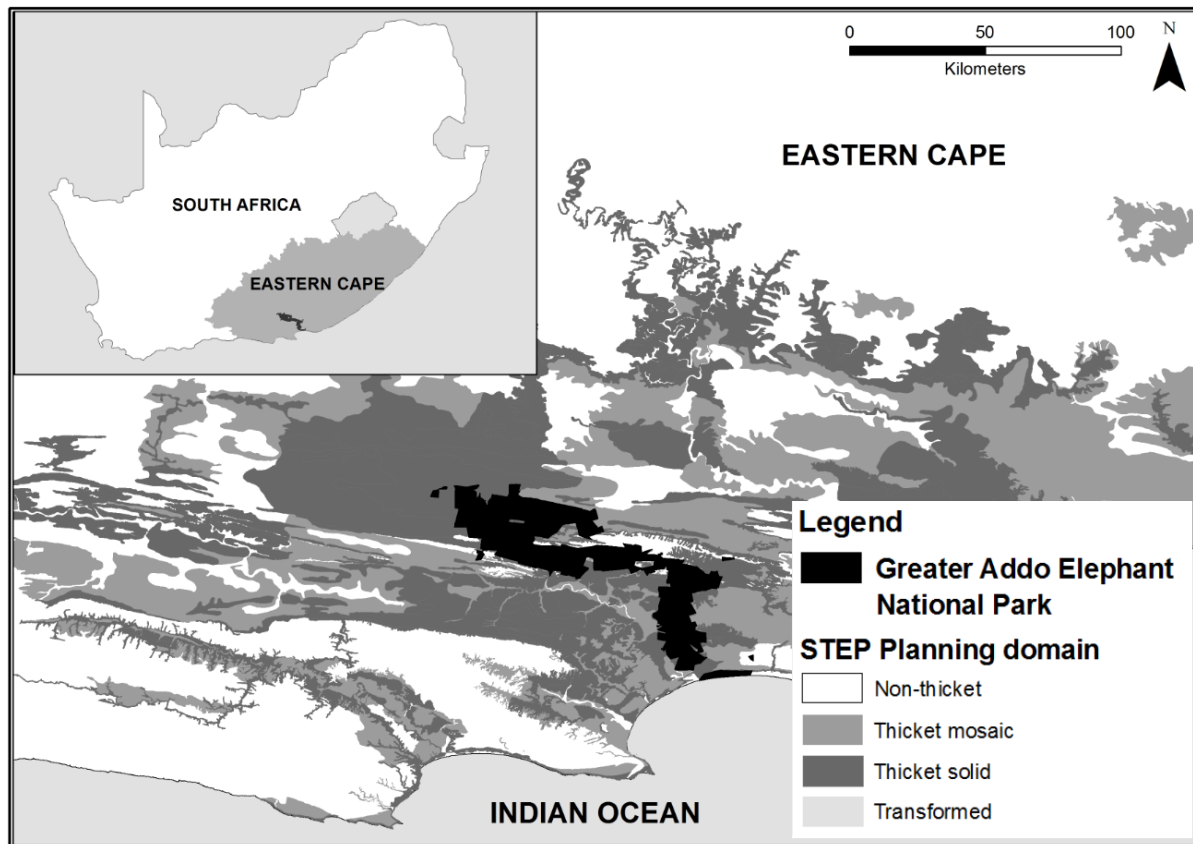 0 50 100
Kilometers
N
EASTERN CAPE
SOUTH AFRICA
EASTERN CAPE
INDIAN OCEAN
Legend
Greater Addo Elephant
National Park
STEP Planning domain
Non-thicket
Thicket mosaic
Thicket solid
Transformed